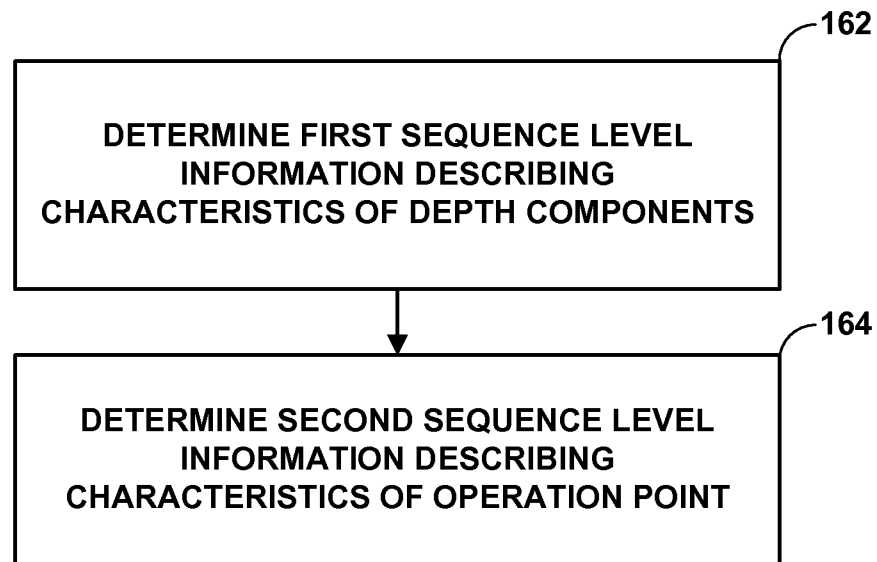 162
DETERMINE FIRST SEQUENCE LEVEL
INFORMATION DESCRIBING
CHARACTERISTICS OF DEPTH COMPONENTS
164
DETERMINE SECOND SEQUENCE LEVEL
INFORMATION DESCRIBING
CHARACTERISTICS OF OPERATION POINT